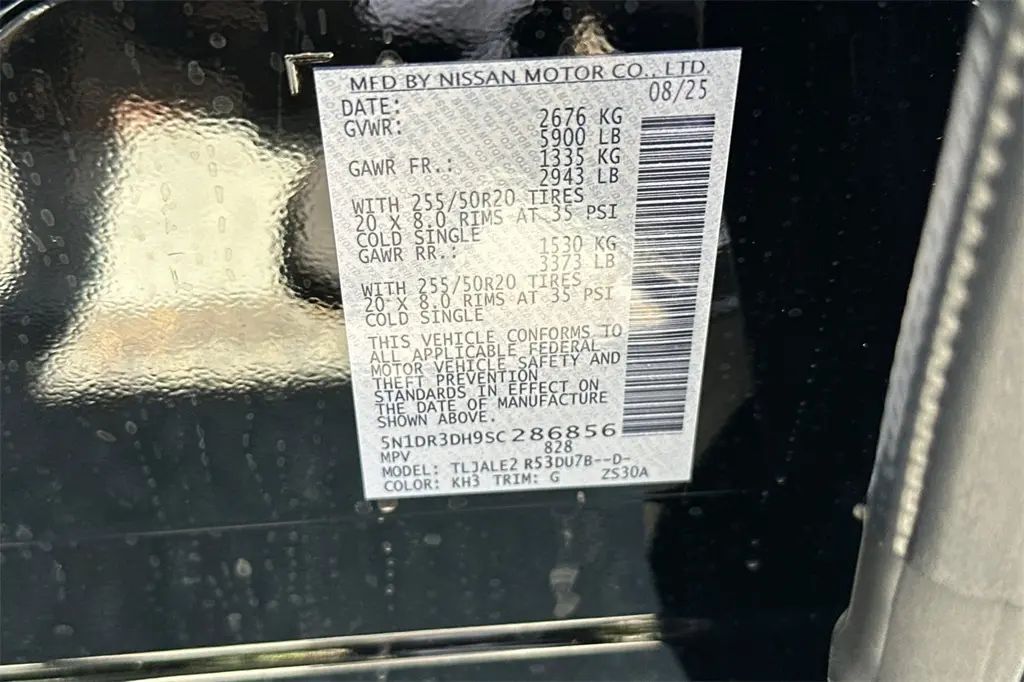 MFD BY NISSAN MOTOR CO., LTD
DATE: 08/25
GVWR: 2676 KG
5900 LB
GAWR FR.: 1335 KG
2943 LB
WITH 255/50R20 TIRES
20 X 8.0 RIMS AT 35 PSI
COLD SINGLE
GAWR RR.: 1530 KG
3373 LB
WITH 255/50R20 TIRES
20 X 8.0 RIMS AT 35 PSI
COLD SINGLE
THIS VEHICLE CONFORMS TO
ALL APPLICABLE FEDERAL
MOTOR VEHICLE SAFETY AND
THEFT PREVENTION
STANDARDS IN EFFECT ON
THE DATE OF MANUFACTURE
SHOWN ABOVE.
5N1DR3DH9SC286856
MPV 828
MODEL: TLJALE2 R53DU7B--D-
COLOR: KH3 TRIM: G ZS30A